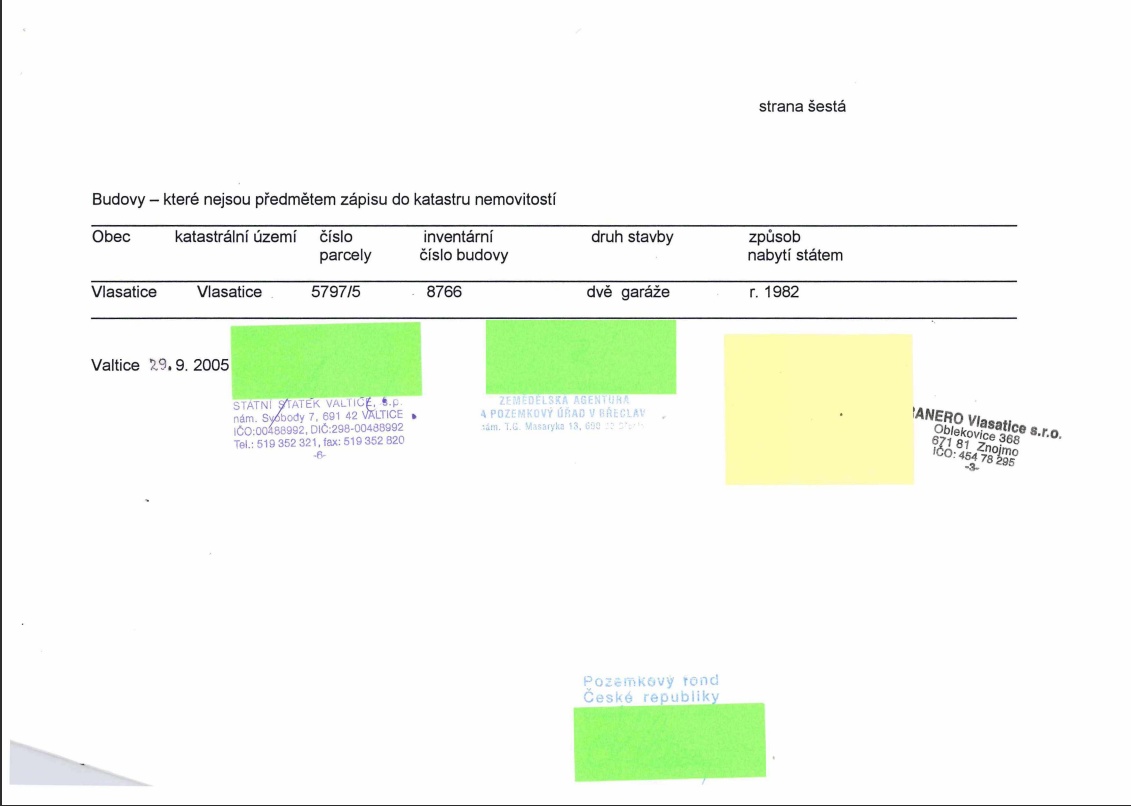 strana šestá
Budovy – které nejsou předmětem zápisu do katastru nemovitostí
Obec katastrální území číslo parcely inventární číslo budovy druh stavby způsob nabytí státem
Vlasatice Vlasatice 5797/5 8766 dvě garáže r. 1982
Valtice 29. 9. 2005
STÁTNÍ STATEK VALTICE, s.p.
nám. Svobody 7, 691 42 VALTICE
IČO:00488992, DIČ:298-00488992
Tel.: 519 352 321, fax: 519 352 820
-6-
ZEMĚDĚLSKÁ AGENTURA
A POZEMKOVÝ ÚŘAD V BŘECLAV
nám. T.G. Masaryka 13, 690
ANERO Vlasatice s.r.o.
Oblekovice 368
671 81 Znojmo
IČO: 454 78 295
-3-
Pozemkový fond
České republiky